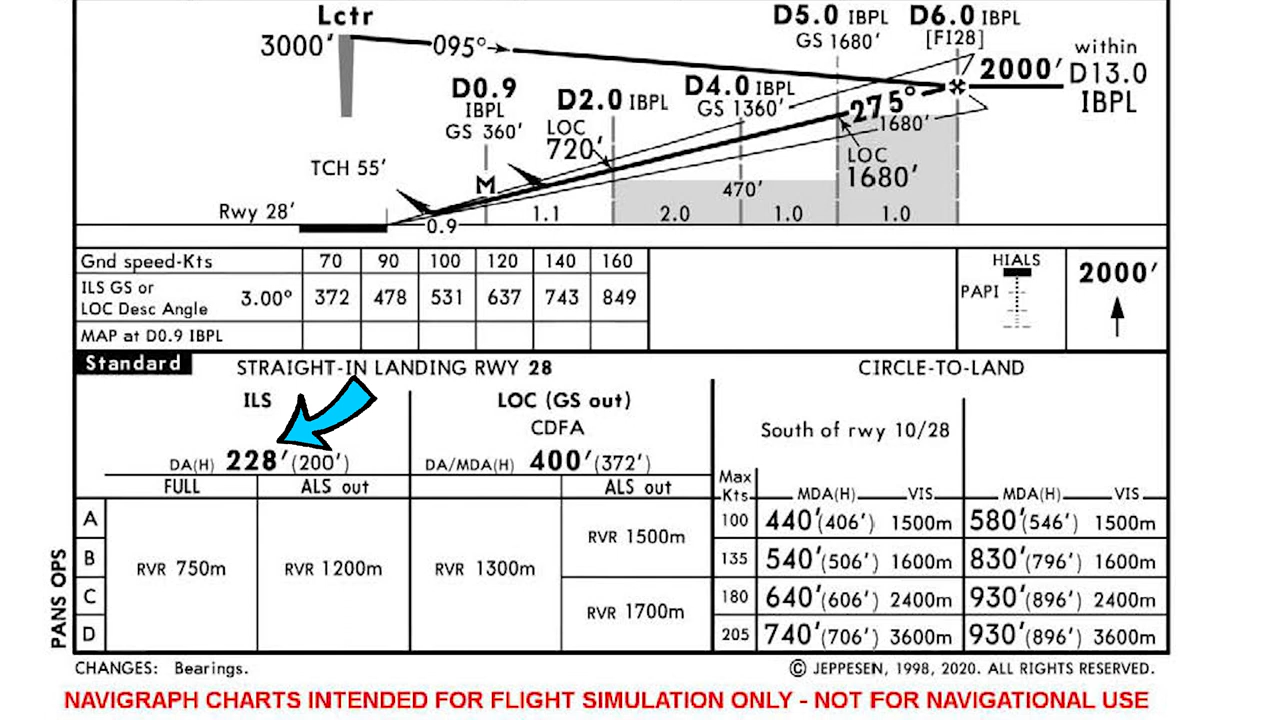 Lctr
3000’
095°
D5.0 IBPL
GS 1680’
D6.0 IBPL
[FI28]
within
2000’ D13.0
IBPL
D0.9
IBPL
GS 360’
D2.0 IBPL
D4.0 IBPL
GS 1360’
LOC
720’
275°
1680’
LOC
1680’
TCH 55’
M
470’
Rwy 28’
0.9
1.1
2.0
1.0
1.0
Gnd speed-Kts 70 90 100 120 140 160
ILS GS or
LOC Desc Angle 3.00° 372 478 531 637 743 849
MAP at D0.9 IBPL
HIALS
PAPI
2000’
Standard STRAIGHT-IN LANDING RWY 28 CIRCLE-TO-LAND
ILS LOC (GS out)
CDFA
South of rwy 10/28
DA(H) 228’(200’) DA/MDA(H) 400’(372’)
FULL ALS out ALS out
Max
Kts MDA(H) VIS MDA(H) VIS
A 100 440’(406’) 1500m 580’(546’) 1500m
RVR 1500m
B 135 540’(506’) 1600m 830’(796’) 1600m
RVR 750m RVR 1200m RVR 1300m
C 180 640’(606’) 2400m 930’(896’) 2400m
RVR 1700m
D 205 740’(706’) 3600m 930’(896’) 3600m
PANS OPS
CHANGES: Bearings. © JEPPESEN, 1998, 2020. ALL RIGHTS RESERVED.
NAVIGRAPH CHARTS INTENDED FOR FLIGHT SIMULATION ONLY - NOT FOR NAVIGATIONAL USE